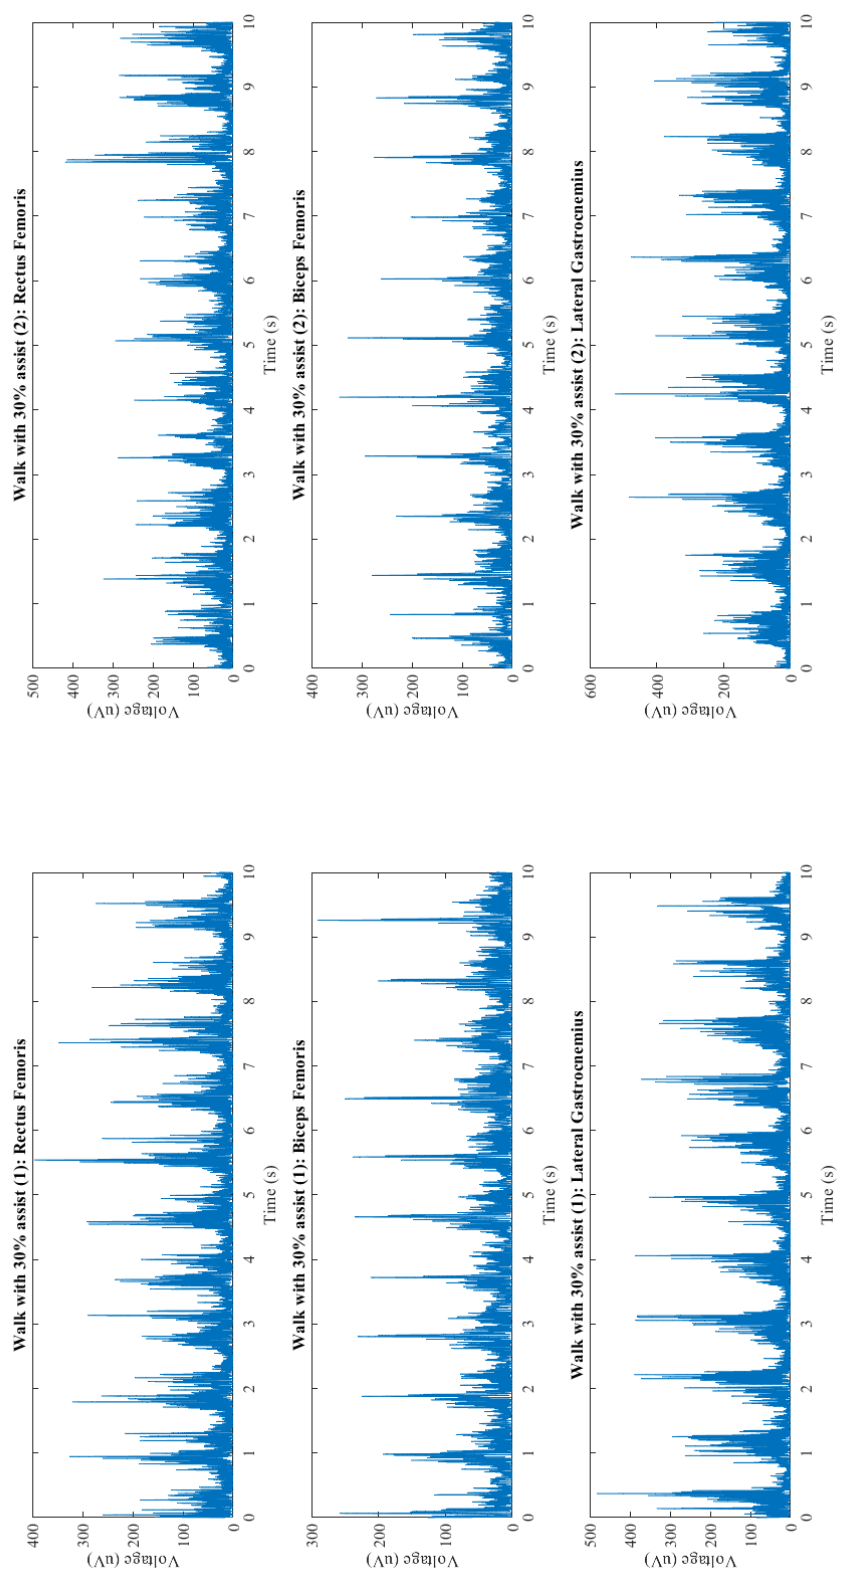 Walk with 30% assist (1): Rectus Femoris
400
300
200
100
0
Voltage (uV)
0 1 2 3 4 5 6 7 8 9 10
Time (s)
Walk with 30% assist (2): Rectus Femoris
500
400
300
200
100
0
Voltage (uV)
0 1 2 3 4 5 6 7 8 9 10
Time (s)
Walk with 30% assist (1): Biceps Femoris
300
200
100
0
Voltage (uV)
0 1 2 3 4 5 6 7 8 9 10
Time (s)
Walk with 30% assist (2): Biceps Femoris
400
300
200
100
0
Voltage (uV)
0 1 2 3 4 5 6 7 8 9 10
Time (s)
Walk with 30% assist (1): Lateral Gastrocnemius
500
400
300
200
100
0
Voltage (uV)
0 1 2 3 4 5 6 7 8 9 10
Time (s)
Walk with 30% assist (2): Lateral Gastrocnemius
600
400
200
0
Voltage (uV)
0 1 2 3 4 5 6 7 8 9 10
Time (s)